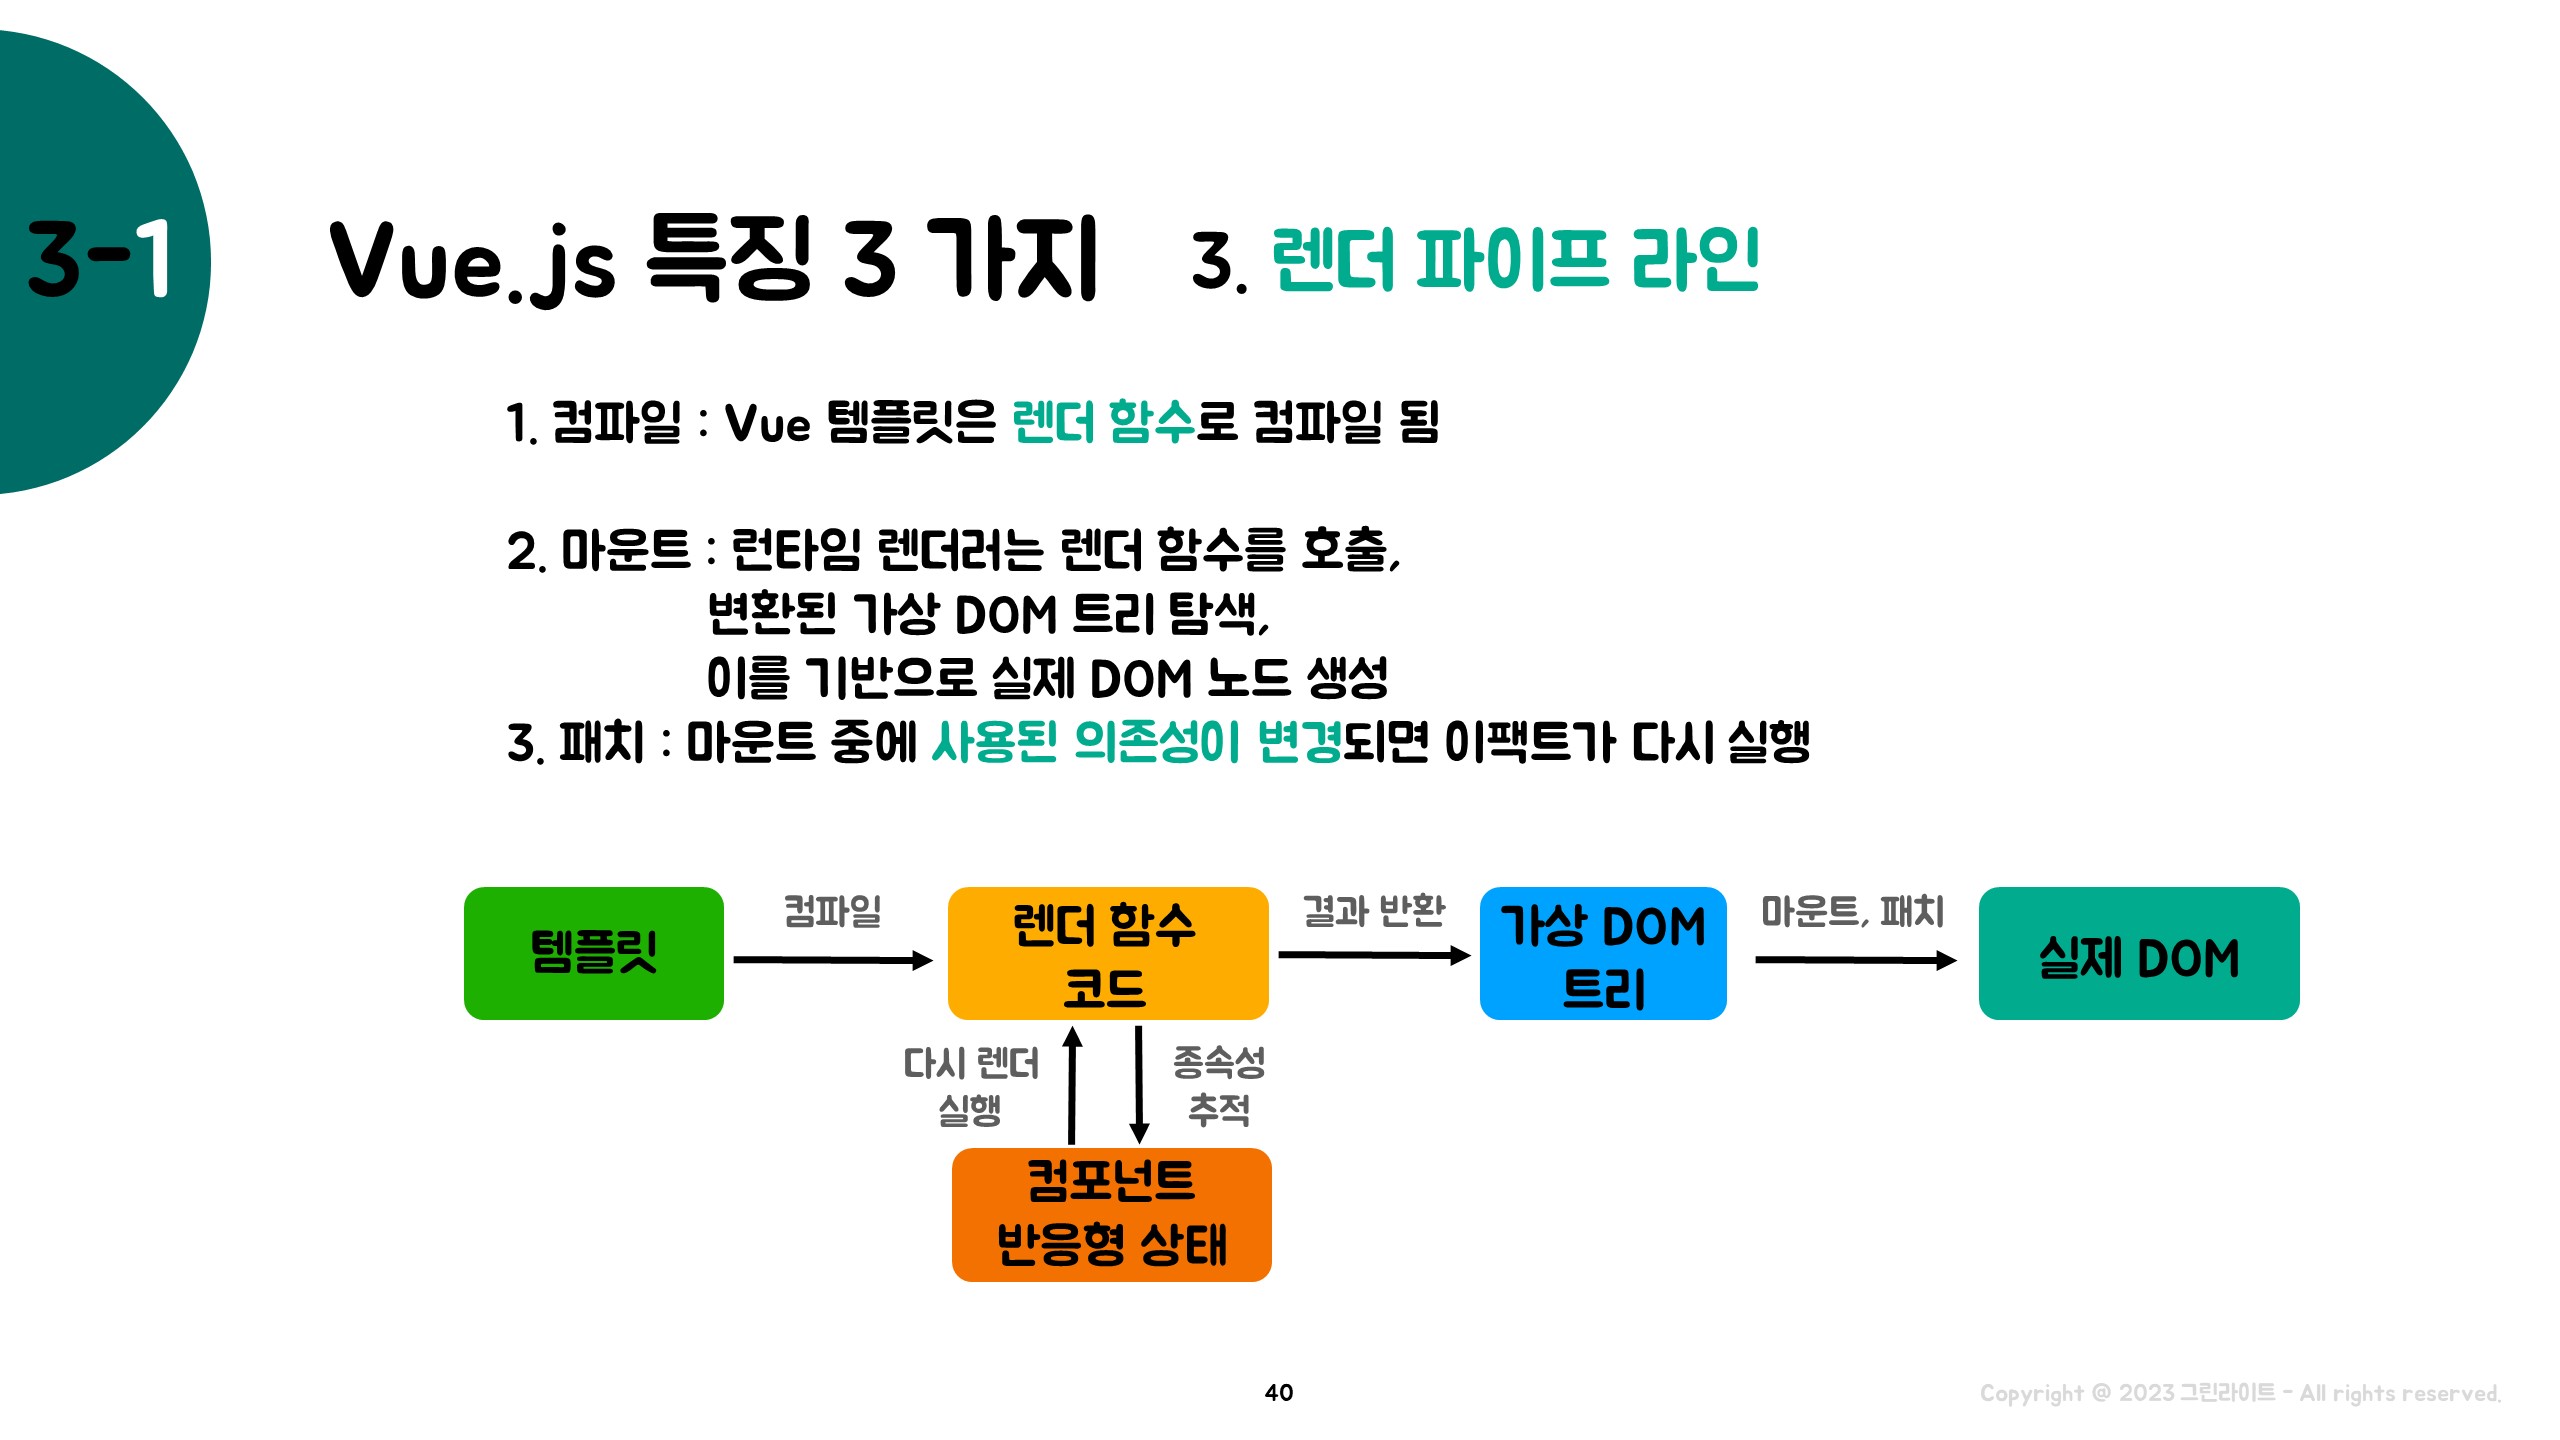 3-1
Vue.js 특징 3 가지
3. 렌더 파이프 라인
1. 컴파일 : Vue 템플릿은 렌더 함수로 컴파일 됨
2. 마운트 : 런타임 렌더러는 렌더 함수를 호출,
변환된 가상 DOM 트리 탐색,
이를 기반으로 실제 DOM 노드 생성
3. 패치 : 마운트 중에 사용된 의존성이 변경되면 이팩트가 다시 실행
템플릿
컴파일
렌더 함수
코드
결과 반환
가상 DOM
트리
마운트, 패치
실제 DOM
다시 렌더
실행
종속성
추적
컴포넌트
반응형 상태
40
Copyright @ 2023 그린라이트 - All rights reserved.